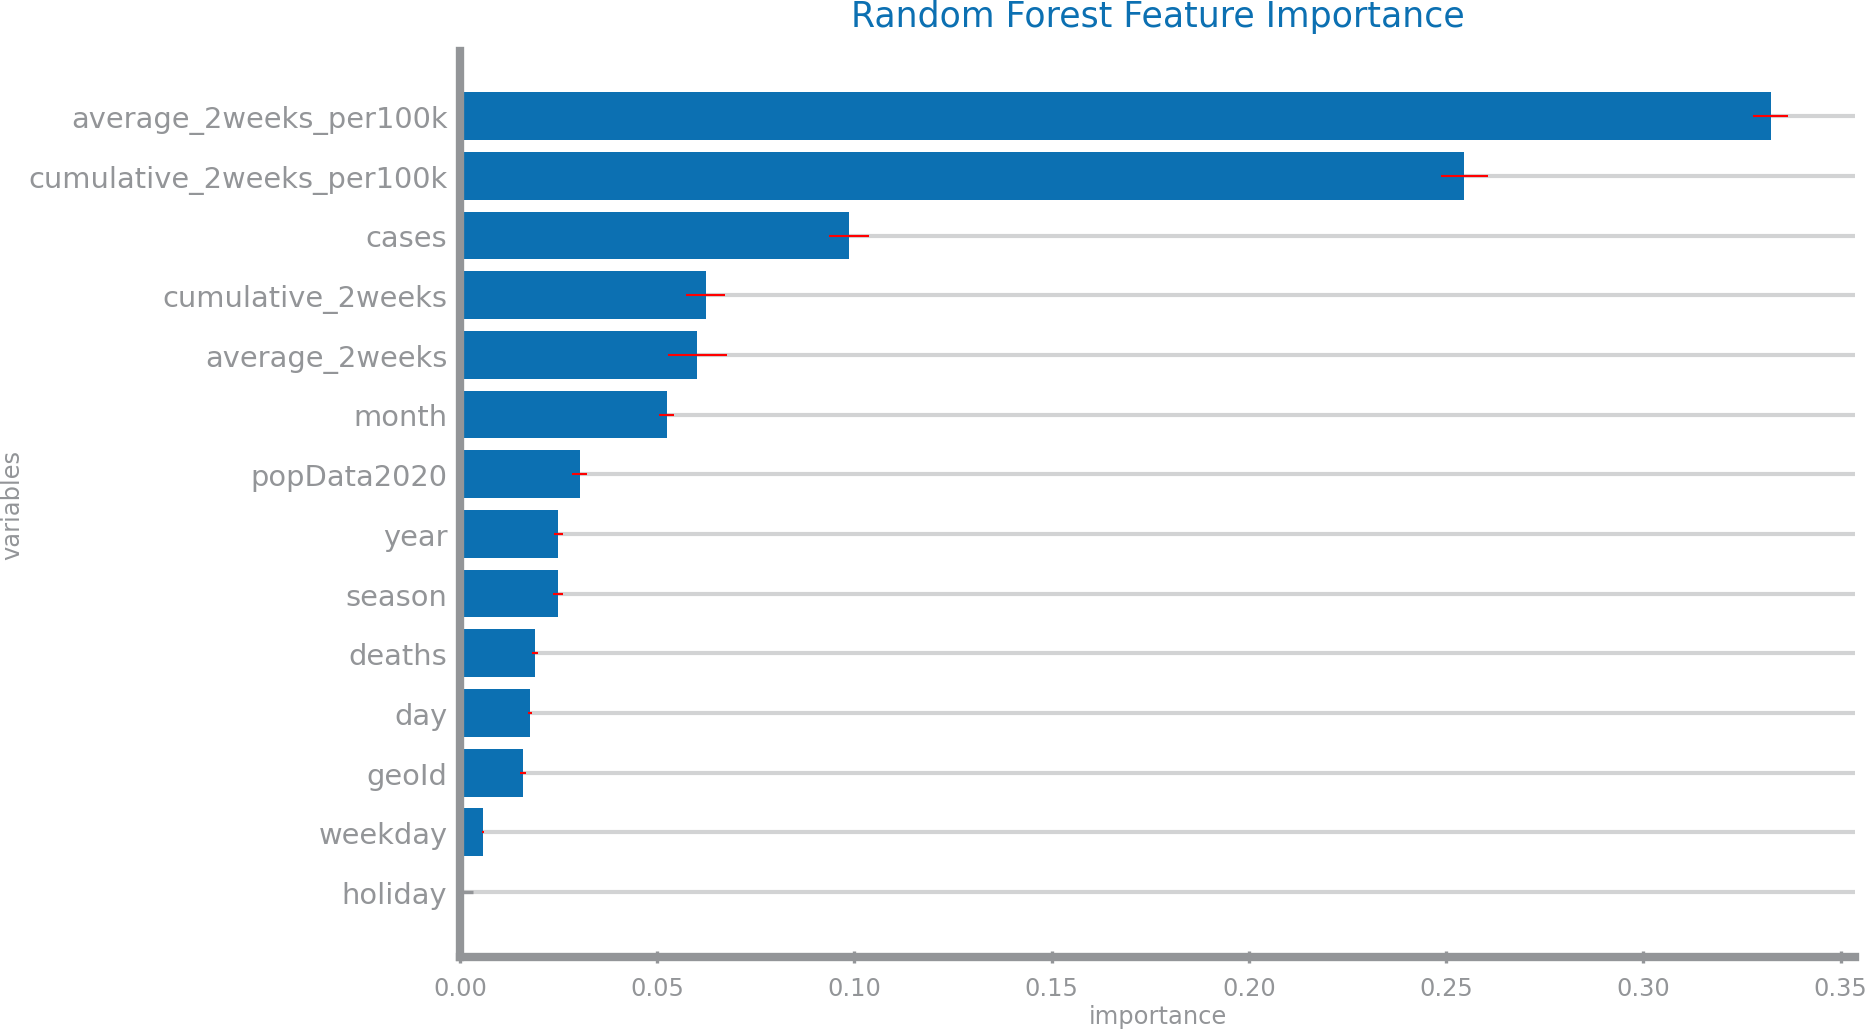 Random Forest Feature Importance
average_2weeks_per100k
cumulative_2weeks_per100k
cases
cumulative_2weeks
average_2weeks
month
popData2020
year
season
deaths
day
geoId
weekday
holiday
variables
0.00 0.05 0.10 0.15 0.20 0.25 0.30 0.35
importance